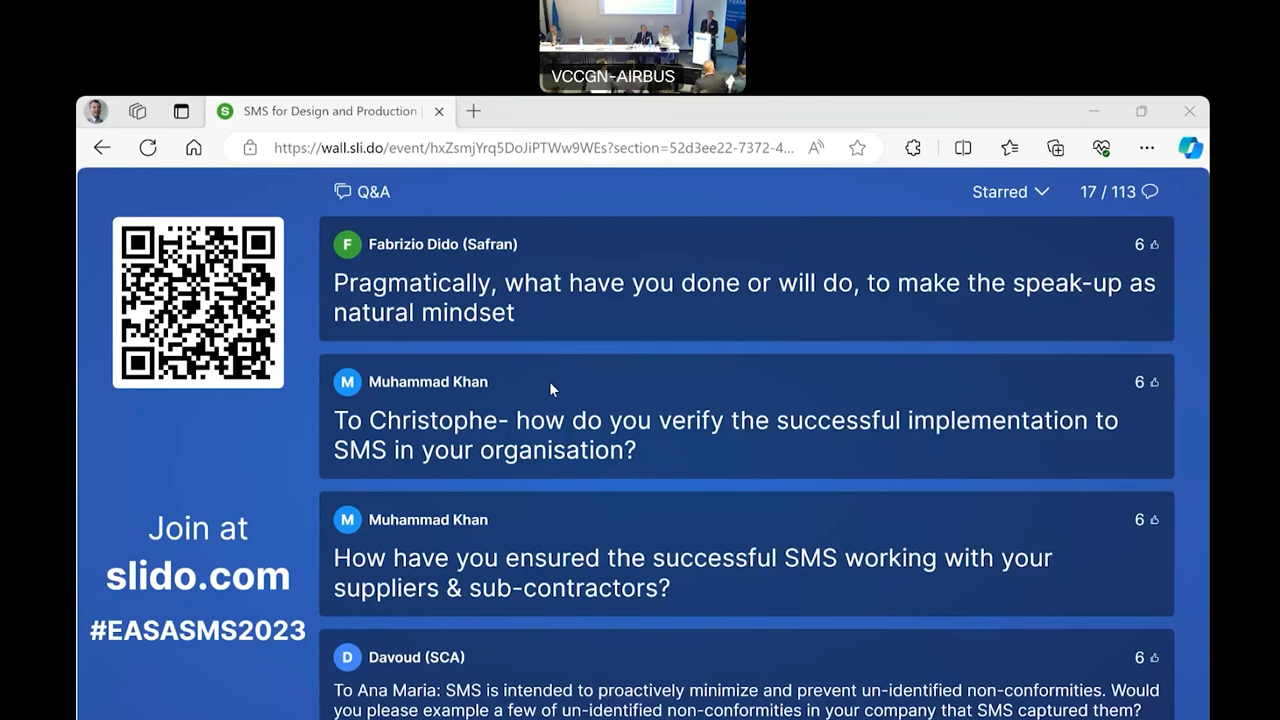 VCCGN-AIRBUS
SMS for Design and Production |
https://wall.sli.do/event/hxZsmjYrq5DoJiPTWw9WEs?section=52d3ee22-7372-4...
Q&A
Starred
17 / 113
F
Fabrizio Dido (Safran)
6
Pragmatically, what have you done or will do, to make the speak-up as
natural mindset
M
Muhammad Khan
6
To Christophe- how do you verify the successful implementation to
SMS in your organisation?
M
Muhammad Khan
6
How have you ensured the successful SMS working with your
suppliers & sub-contractors?
D
Davoud (SCA)
6
To Ana Maria: SMS is intended to proactively minimize and prevent un-identified non-conformities. Would
you please example a few of un-identified non-conformities in your company that SMS captured them?
Join at
slido.com
#EASASMS2023